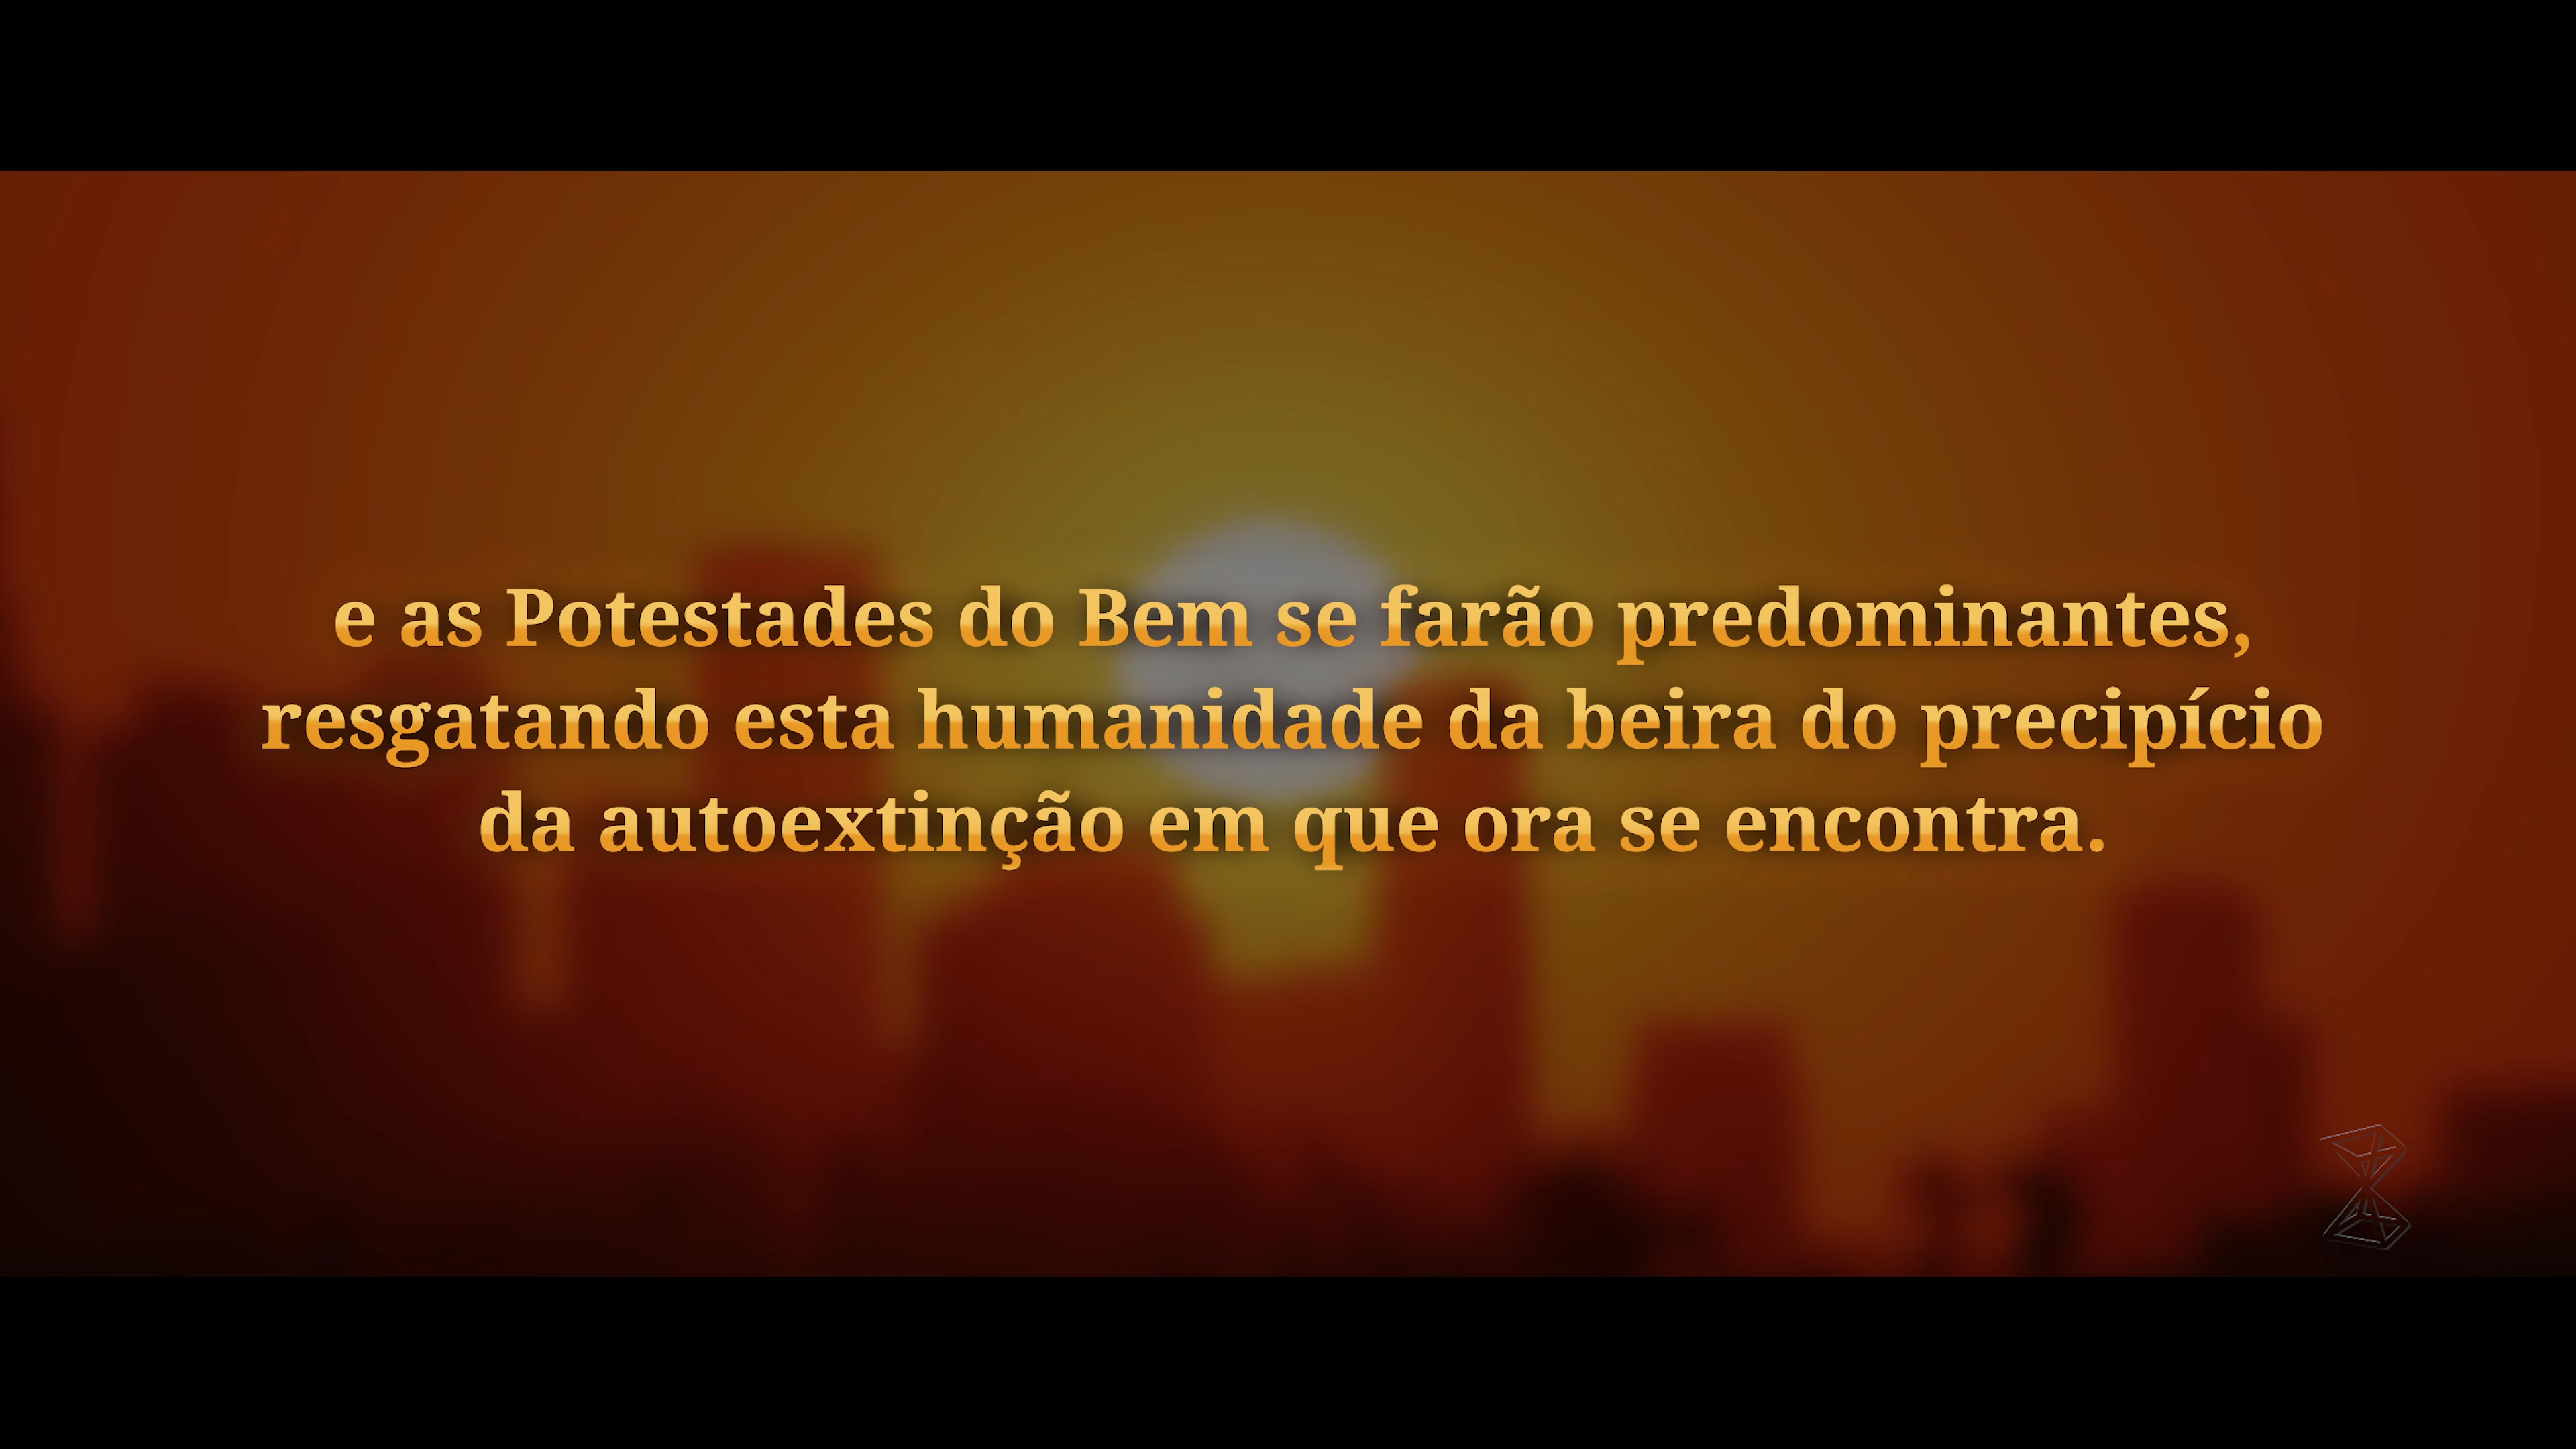 e as Potestades do Bem se farão predominantes,
resgatando esta humanidade da beira do precipício
da autoextinção em que ora se encontra.